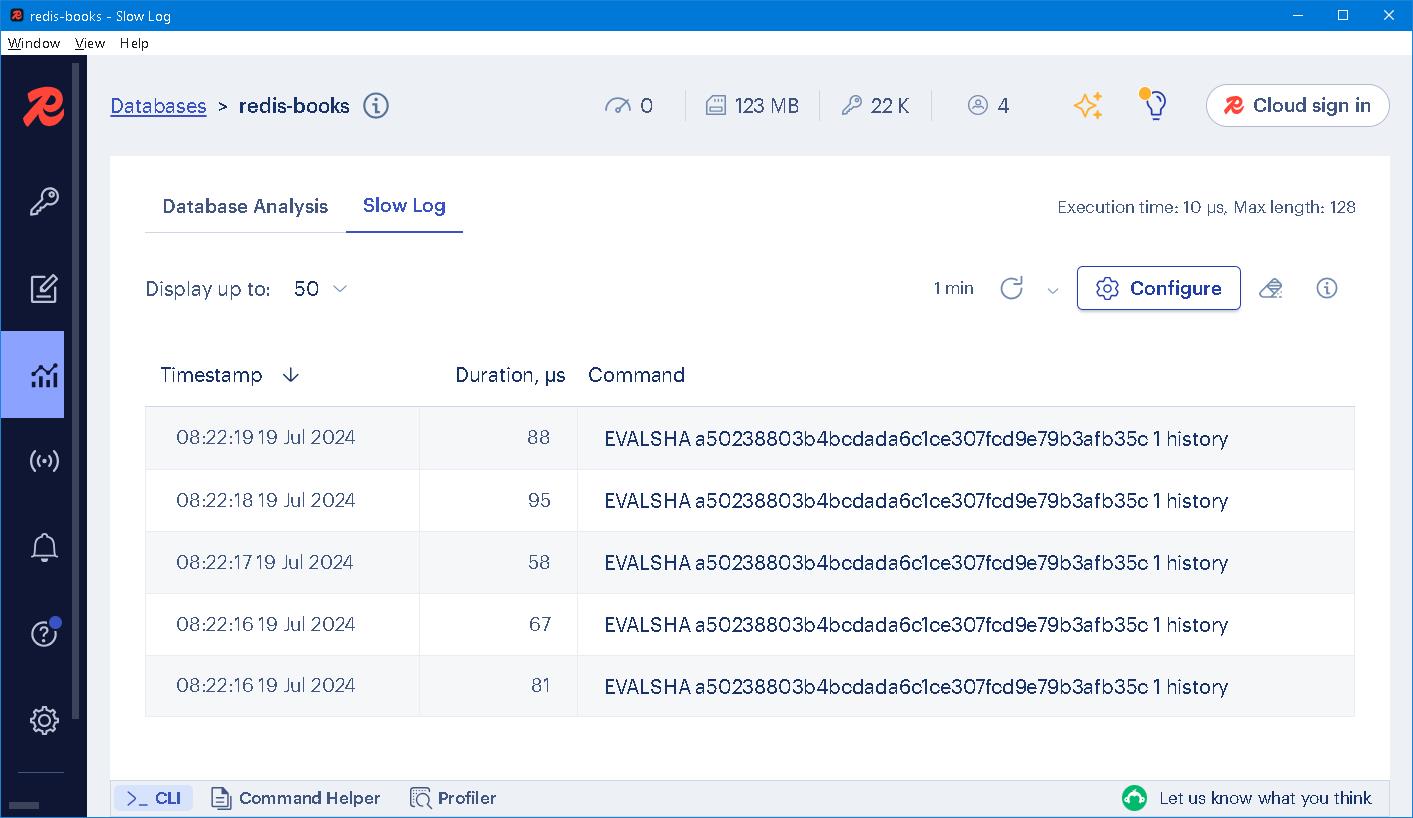 redis-books - Slow Log
Window View Help
Databases > redis-books
0
123 MB
22 K
4
Cloud sign in
Database Analysis
Slow Log
Execution time: 10 µs, Max length: 128
Display up to: 50
1 min
Configure
Timestamp Duration, µs Command
08:22:19 19 Jul 2024 88 EVALSHA a50238803b4bcdada6c1ce307fcd9e79b3afb35c 1 history
08:22:18 19 Jul 2024 95 EVALSHA a50238803b4bcdada6c1ce307fcd9e79b3afb35c 1 history
08:22:17 19 Jul 2024 58 EVALSHA a50238803b4bcdada6c1ce307fcd9e79b3afb35c 1 history
08:22:16 19 Jul 2024 67 EVALSHA a50238803b4bcdada6c1ce307fcd9e79b3afb35c 1 history
08:22:16 19 Jul 2024 81 EVALSHA a50238803b4bcdada6c1ce307fcd9e79b3afb35c 1 history
>_ CLI
Command Helper
Profiler
Let us know what you think